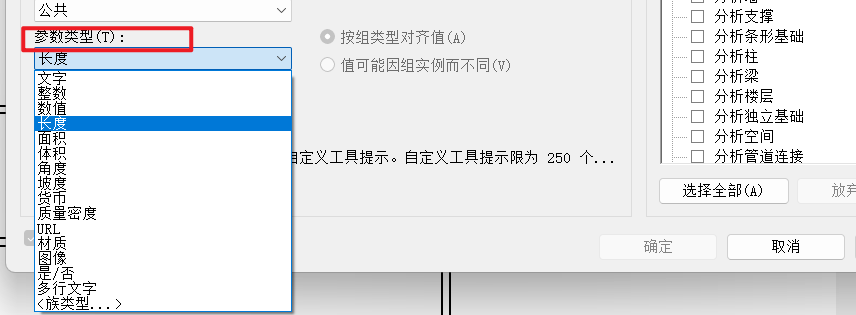 公共
参数类型(T):
长度
文字
整数
数值
长度
面积
体积
角度
坡度
货币
质量密度
URL
材质
图像
是/否
多行文字
<族类型...>
按组类型对齐值(A)
值可能因组实例而不同(V)
自定义工具提示。自定义工具提示限为 250 个...
分析支撑
分析条形基础
分析柱
分析梁
分析楼层
分析独立基础
分析空间
分析管道连接
选择全部(A)
放弃
确定
取消